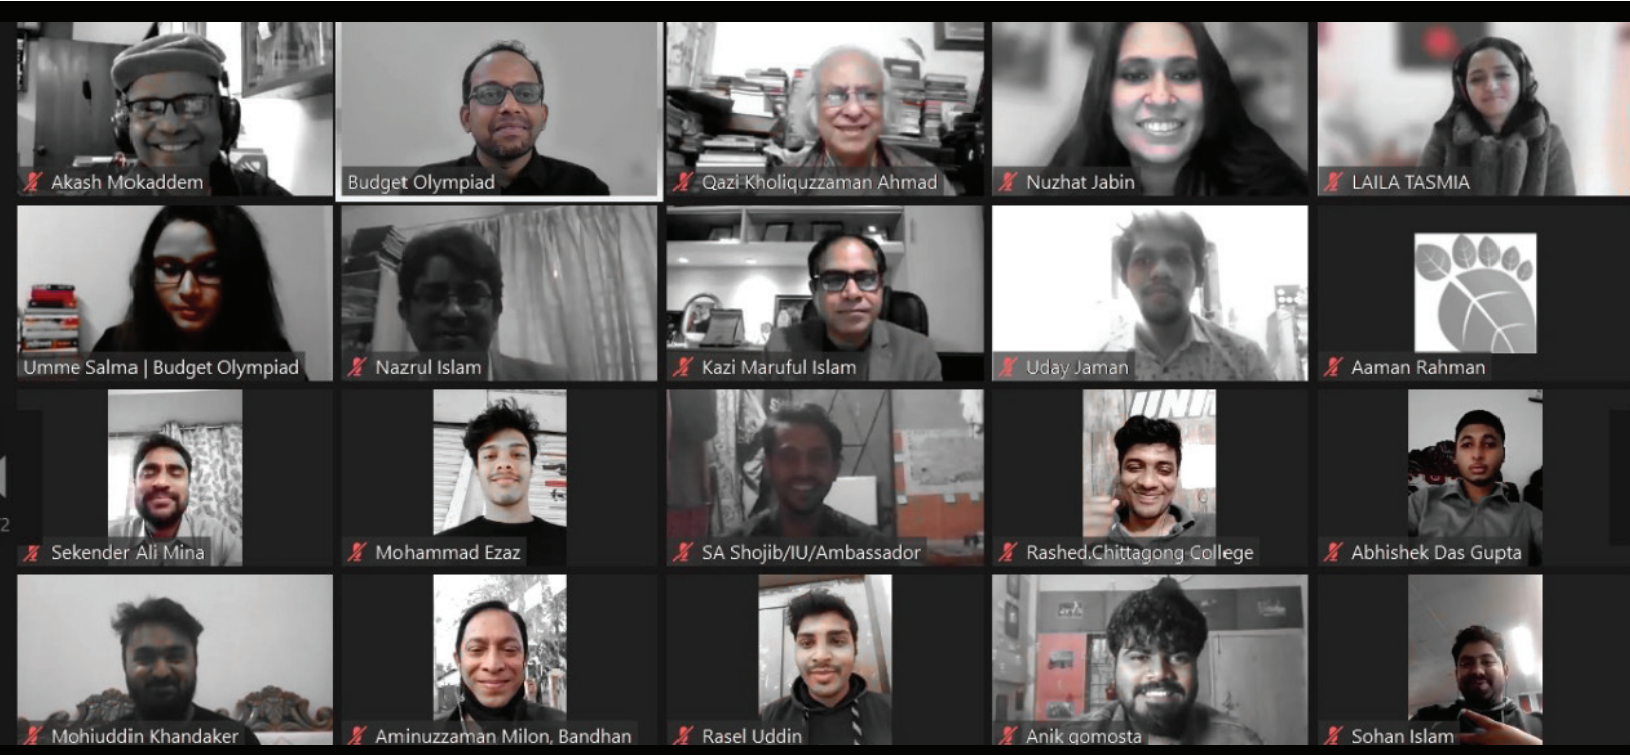 Akash Mokaddem
Budget Olympiad
Qazi Kholiquzzaman Ahmad
Nuzhat Jabin
LAILA TASMIA
Umme Salma | Budget Olympiad
Nazrul Islam
Kazi Maruful Islam
Uday Jaman
Aaman Rahman
/2
Sekender Ali Mina
Mohammad Ezaz
SA Shojib/IU/Ambassador
Rashed.Chittagong College
Abhishek Das Gupta
Mohiuddin Khandaker
Aminuzzaman Milon, Bandhan
Rasel Uddin
Anik gomosta
Sohan Islam